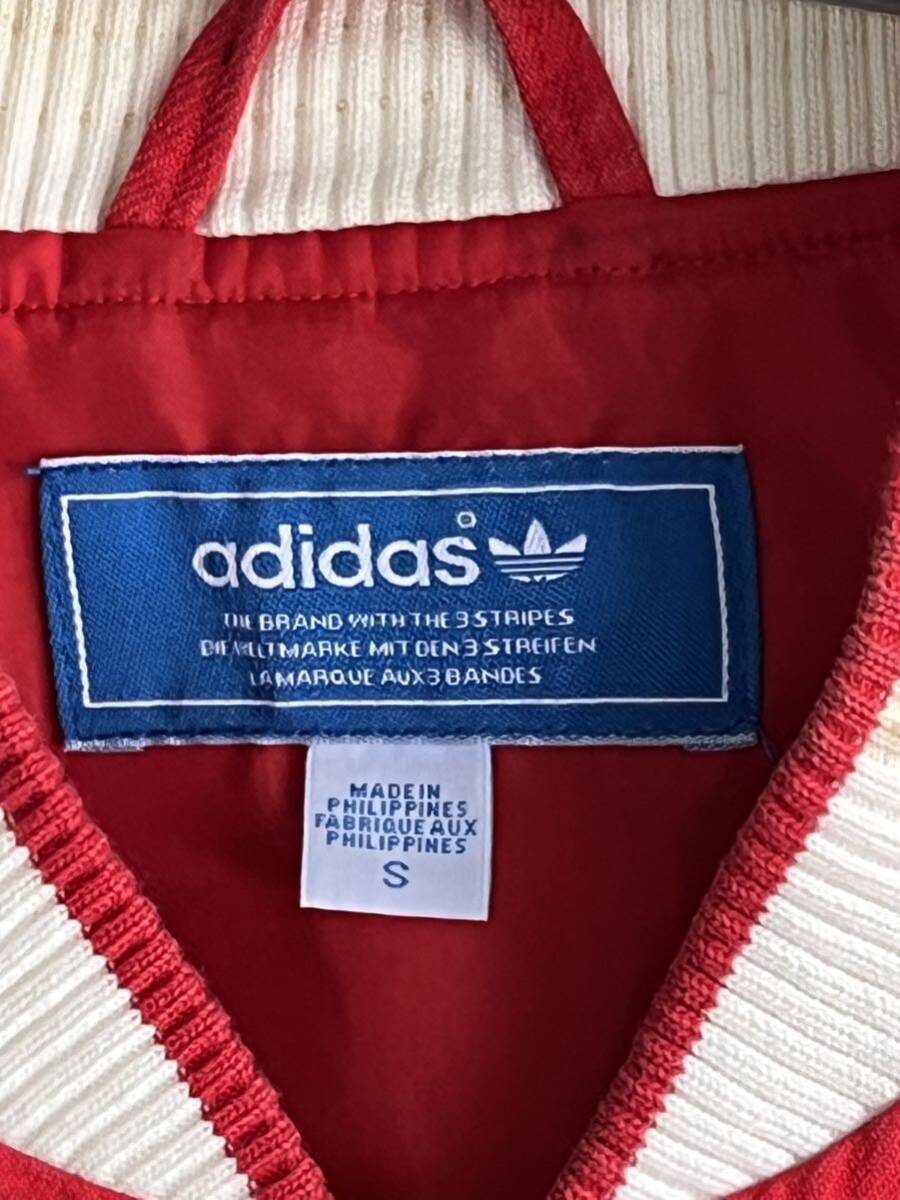 adidas
THE BRAND WITH THE 3 STRIPES
DIE WELTMARKE MIT DEN 3 STREIFEN
LA MARQUE AUX 3 BANDES
MADE IN
PHILIPPINES
FABRIQUE AUX
PHILIPPINES
S